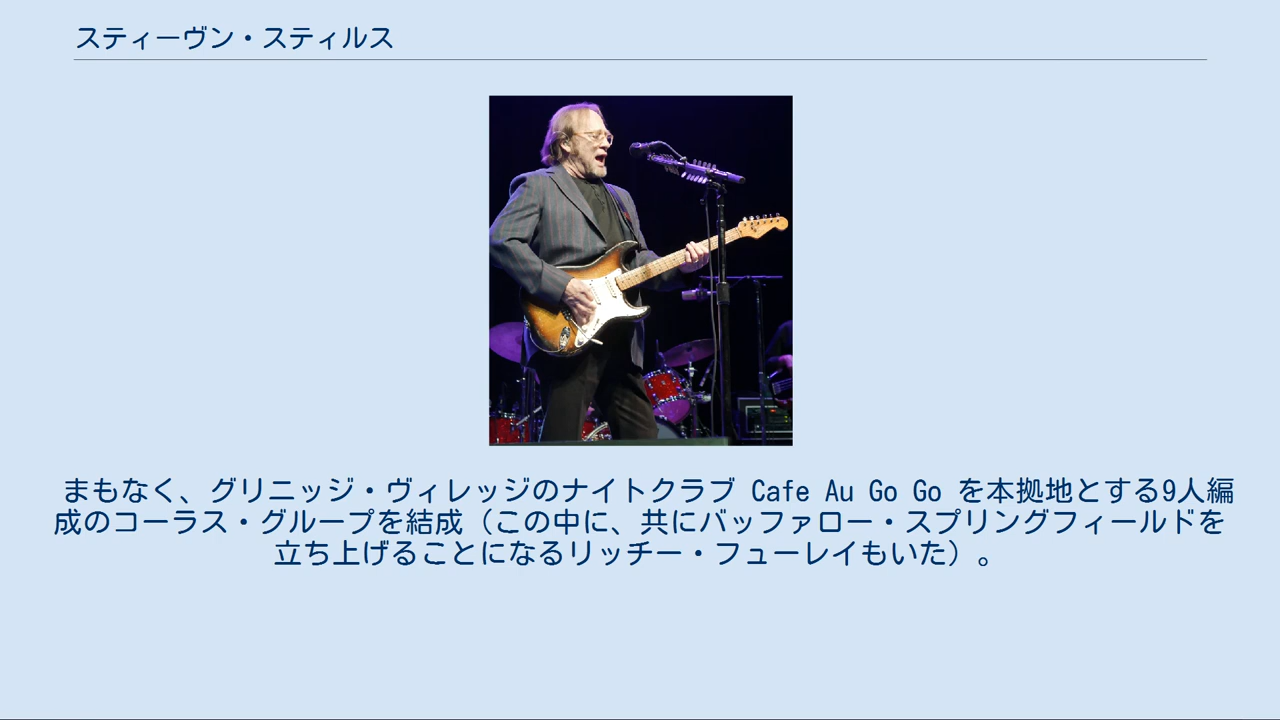 スティーヴン・スティルス
まもなく、グリニッジ・ヴィレッジのナイトクラブ Cafe Au Go Go を本拠地とする9人編
成のコーラス・グループを結成（この中に、共にバッファロー・スプリングフィールドを
立ち上げることになるリッチー・フューレイもいた）。